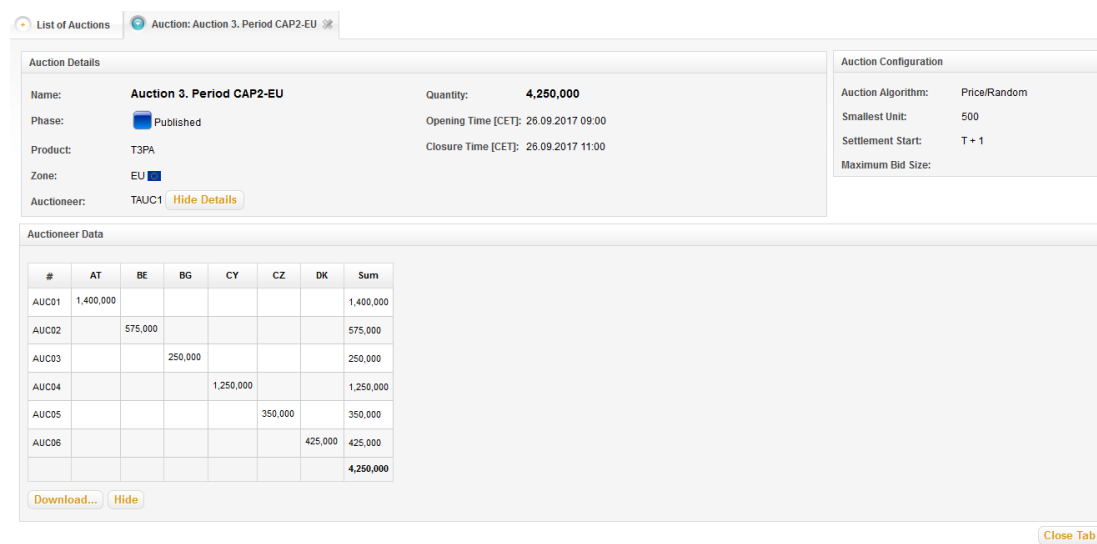 List of Auctions
Auction: Auction 3. Period CAP2-EU
Auction Details
Name: Auction 3. Period CAP2-EU
Quantity: 4,250,000
Phase: Published
Opening Time [CET]: 26.09.2017 09:00
Product: T3PA
Closure Time [CET]: 26.09.2017 11:00
Zone: EU
Auctioneer: TAUC1 Hide Details
Auction Configuration
Auction Algorithm: Price/Random
Smallest Unit: 500
Settlement Start: T + 1
Maximum Bid Size:
Auctioneer Data
# AT BE BG CY CZ DK Sum
AUC01 1,400,000 1,400,000
AUC02 575,000 575,000
AUC03 250,000 250,000
AUC04 1,250,000 1,250,000
AUC05 350,000 350,000
AUC06 425,000 425,000
4,250,000
Download... Hide
Close Tab